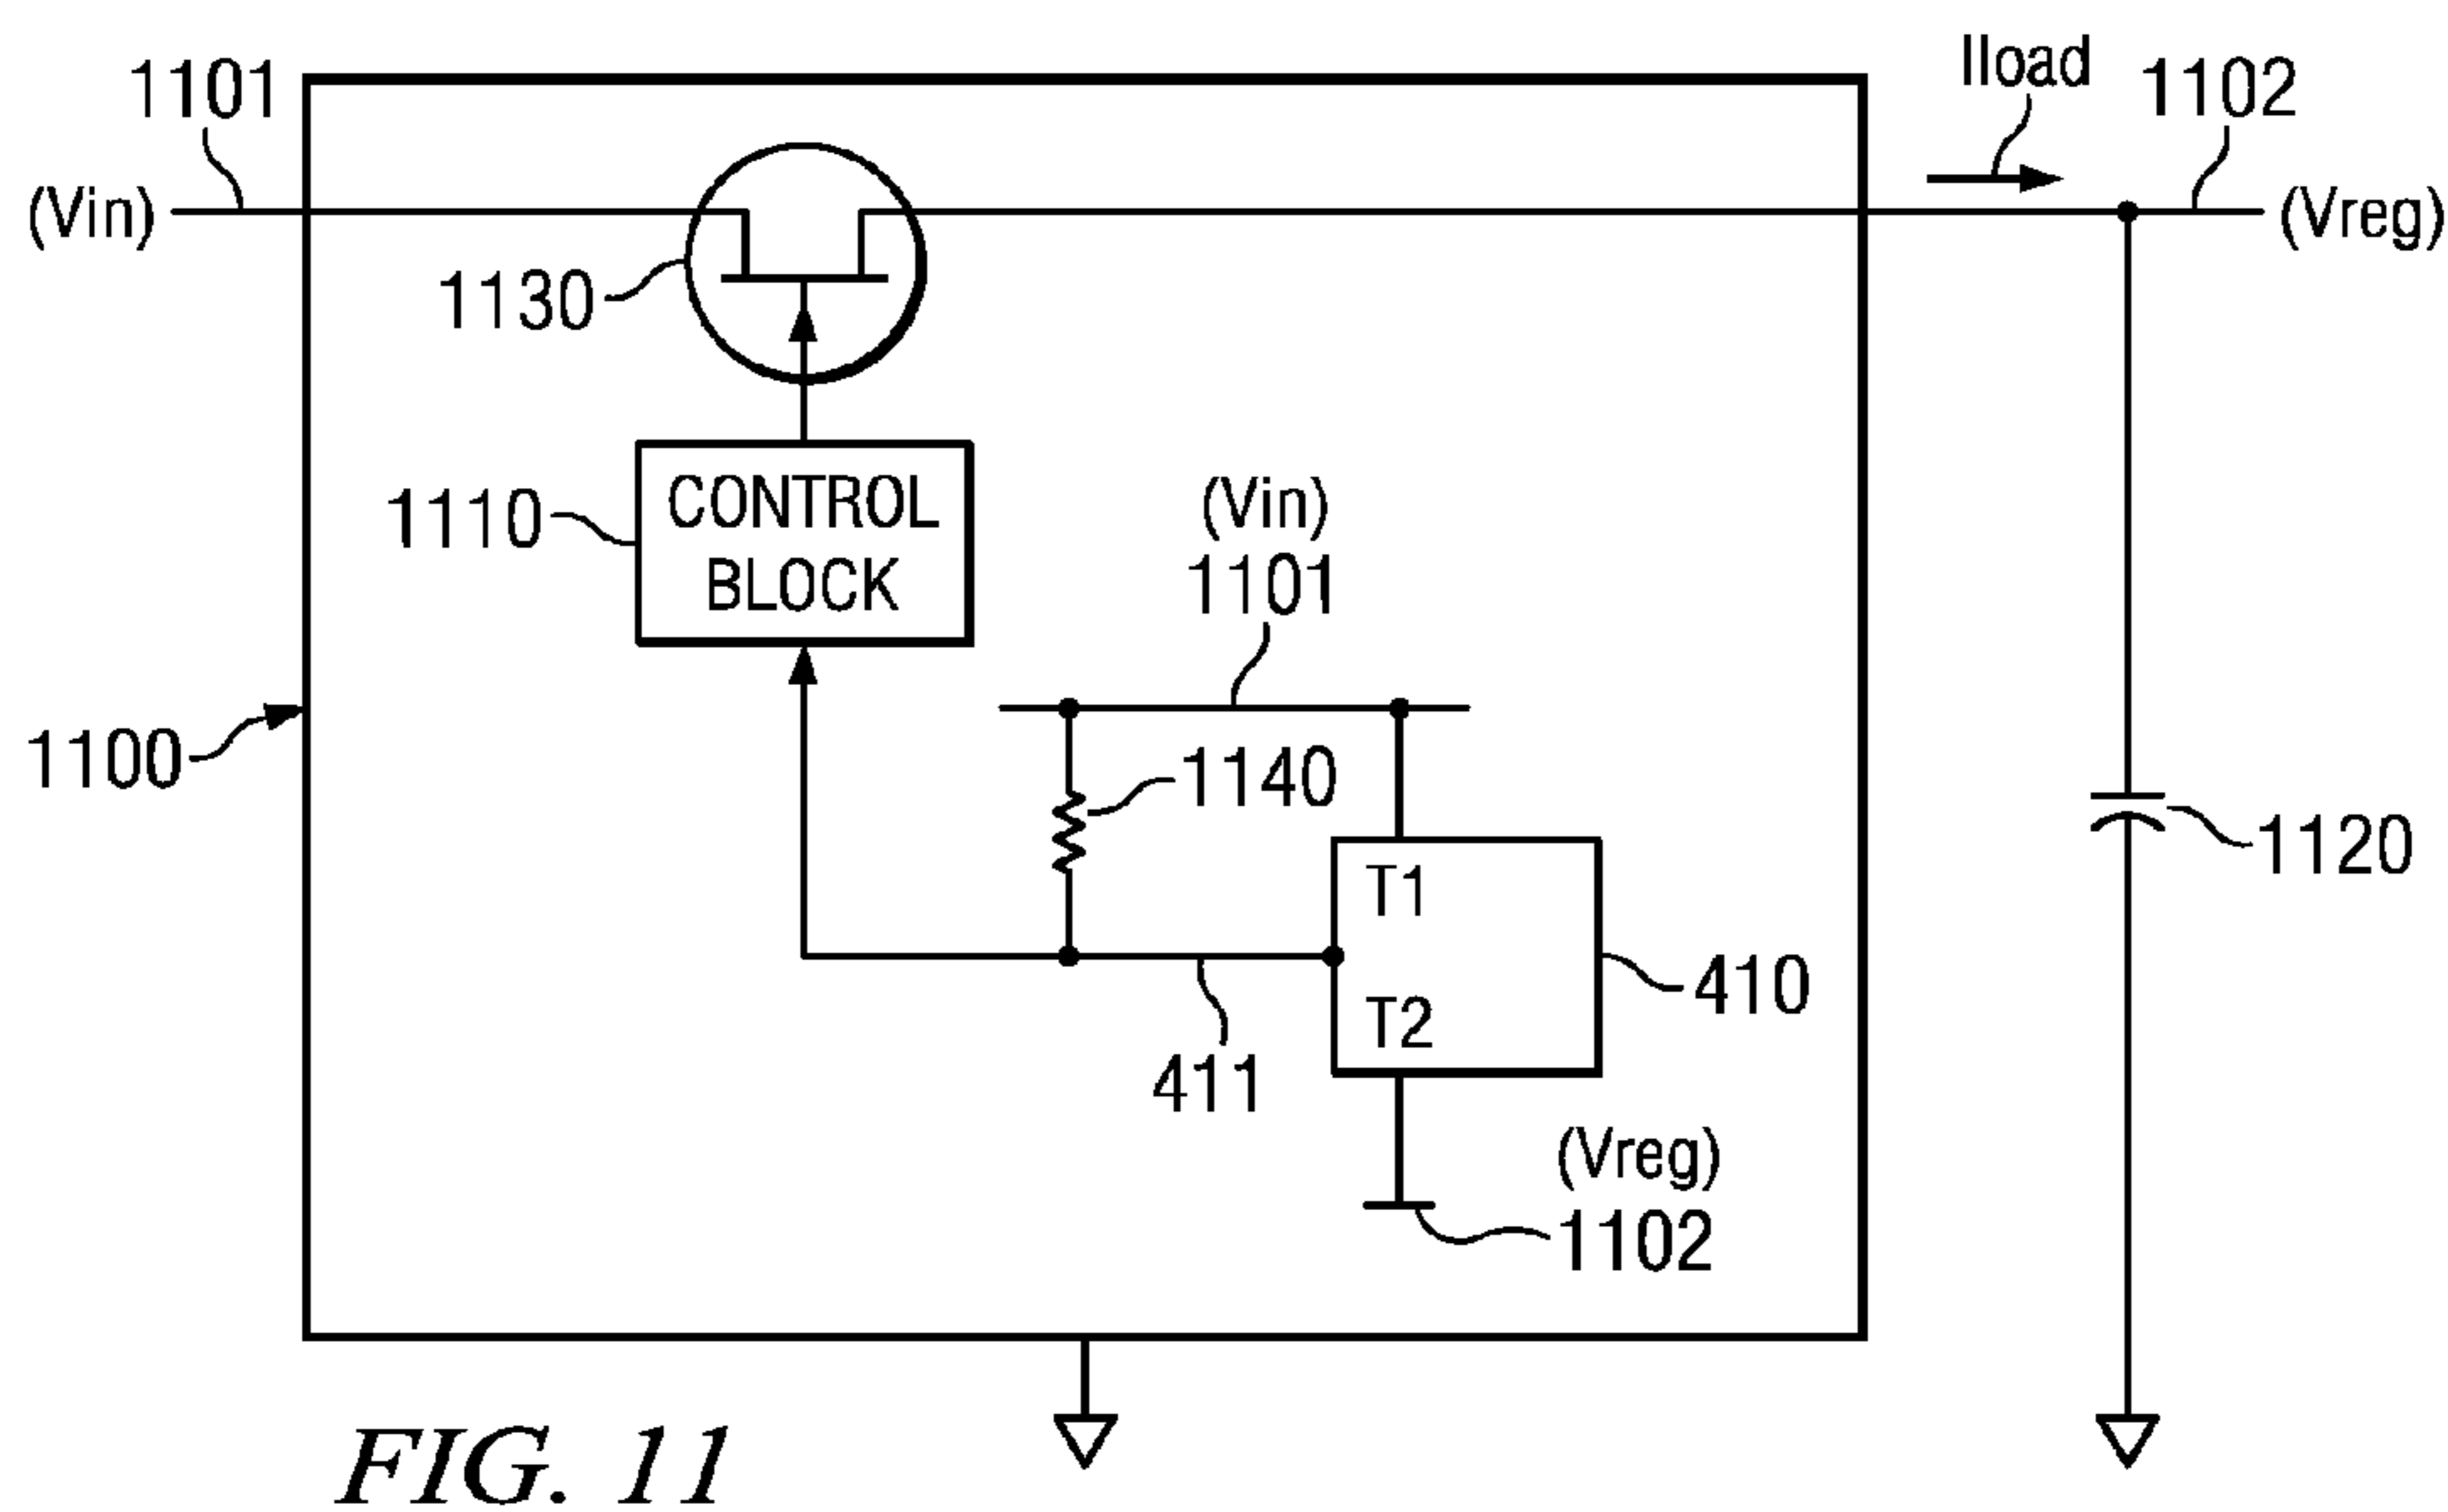 Iload
1101
1102
(Vin)
(Vreg)
1130
CONTROL
BLOCK
1110
(Vin)
1101
1100
1140
1120
T1
T2
410
411
(Vreg)
1102
FIG. 11